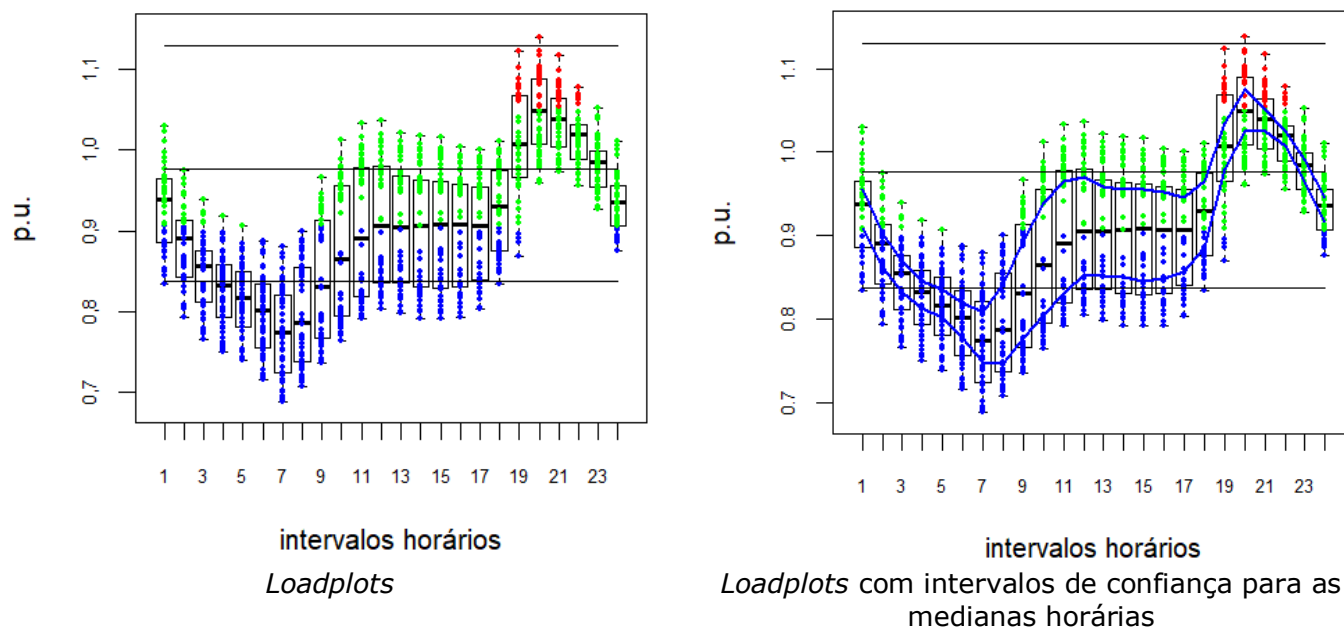 p.u.
1,1
1,0
0,9
0,8
0,7
1 3 5 7 9 11 13 15 17 19 21 23
intervalos horários
Loadplots
p.u.
1.1
1.0
0.9
0.8
0.7
1 3 5 7 9 11 13 15 17 19 21 23
intervalos horários
Loadplots com intervalos de confiança para as
medianas horárias